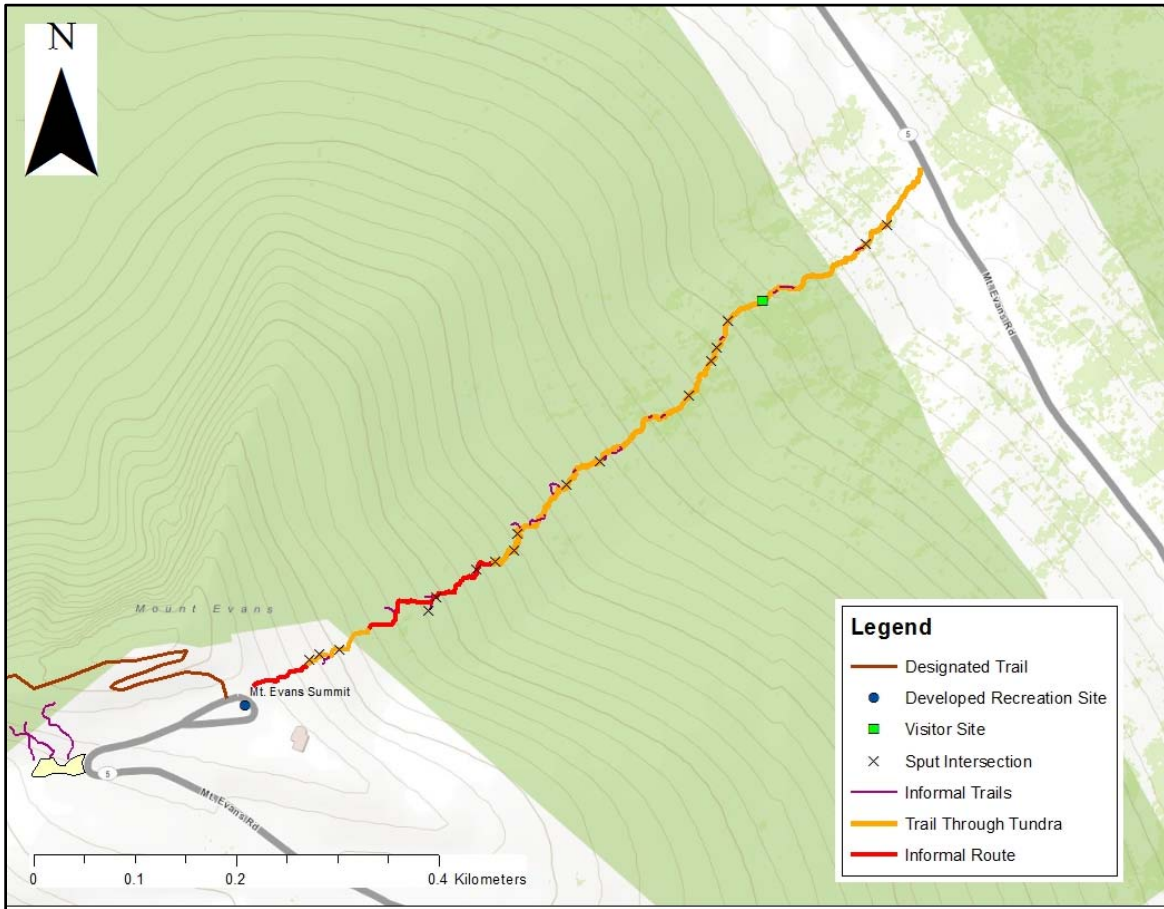 N
5
Mt. Evans Rd
Mount Evans
Mt. Evans Summit
5
Mt. Evans Rd
0 0.1 0.2 0.4 Kilometers
Legend
Designated Trail
Developed Recreation Site
Visitor Site
Sput Intersection
Informal Trails
Trail Through Tundra
Informal Route